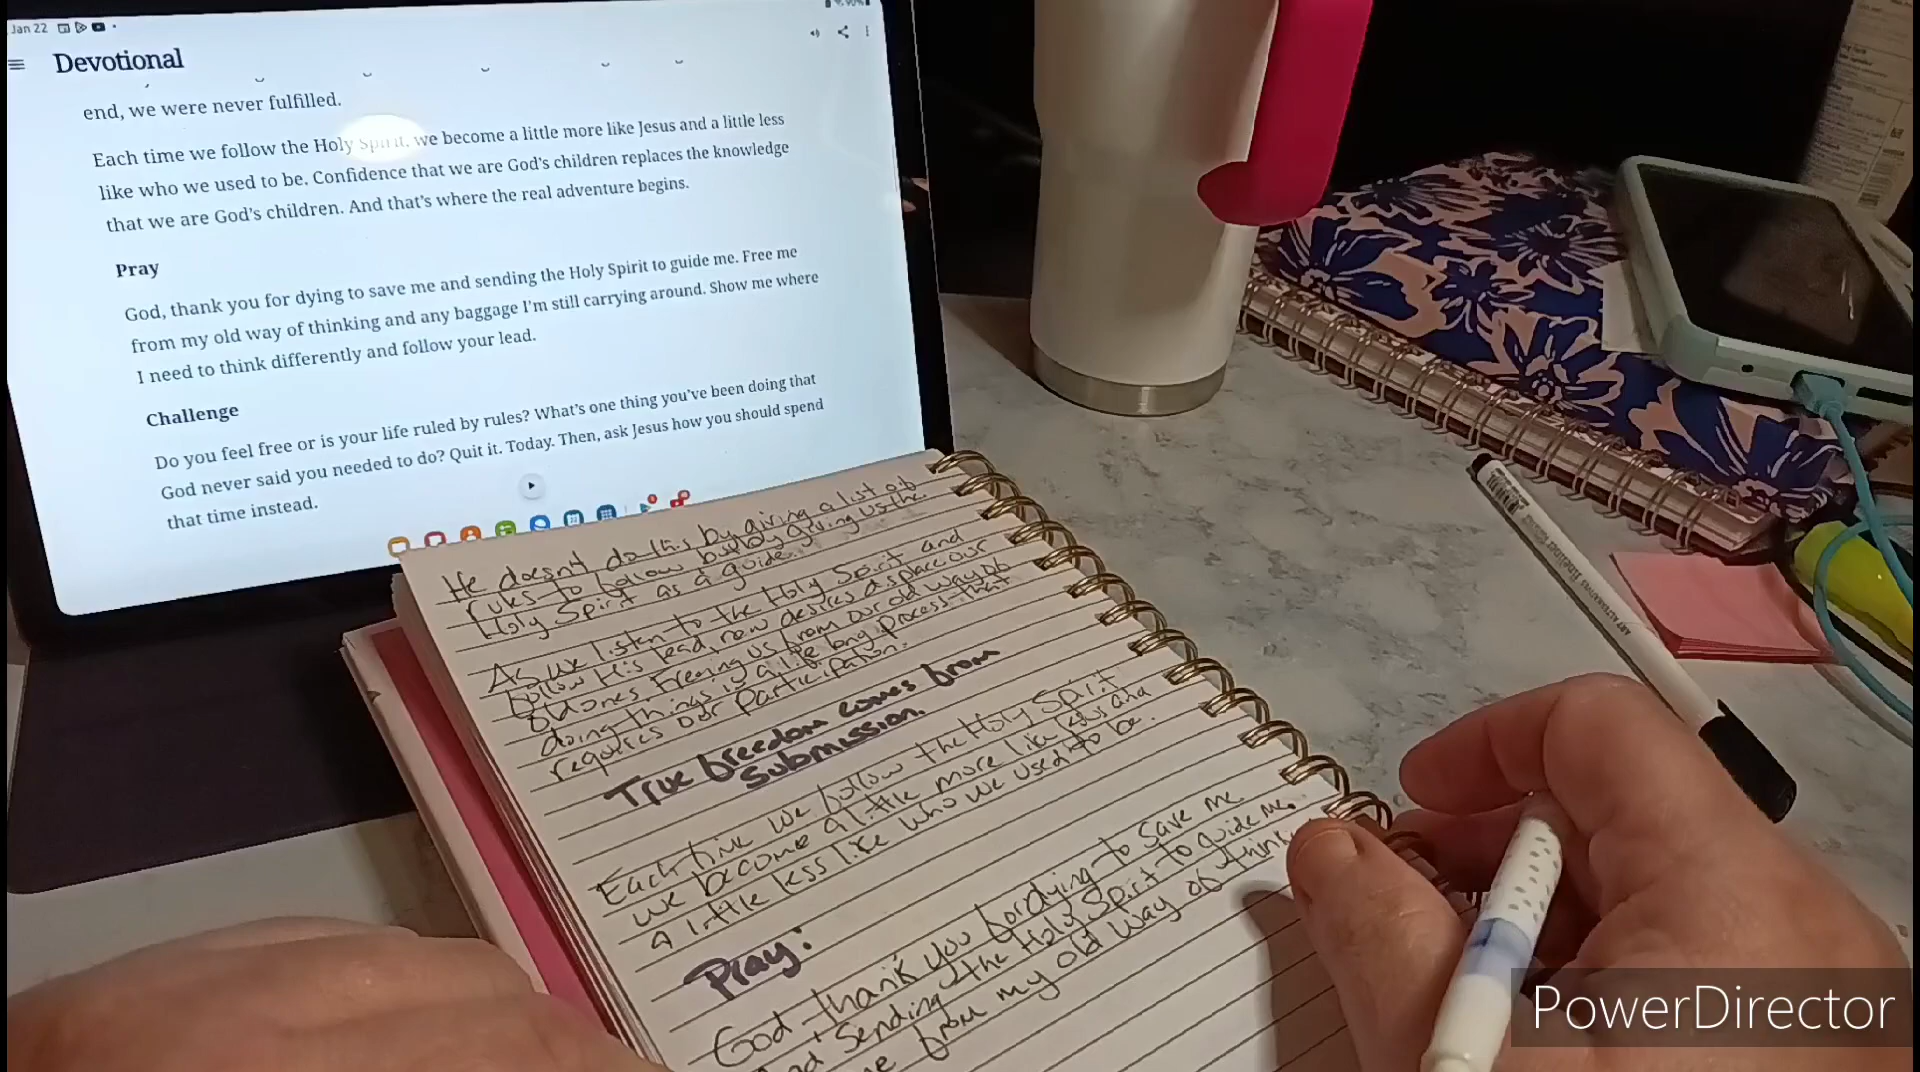 Jan 22
Devotional
end, we were never fulfilled.
Each time we follow the Holy Spirit, we become a little more like Jesus and a little less
like who we used to be. Confidence that we are God's children replaces the knowledge
that we are God's children. And that's where the real adventure begins.
Pray
God, thank you for dying to save me and sending the Holy Spirit to guide me. Free me
from my old way of thinking and any baggage I'm still carrying around. Show me where
I need to think differently and follow your lead.
Challenge
Do you feel free or is your life ruled by rules? What's one thing you've been doing that
God never said you needed to do? Quit it. Today. Then, ask Jesus how you should spend
that time instead.
He doesn't do this by giving a list of
rules to follow but by giving us the
Holy Spirit as a guide.
As we listen to the Holy Spirit and
follow His lead, new desires displace our
old ones. Freeing us from our old way of
doing things is a life long process that
requires our participation.
True freedom comes from
Submission.
Each time we follow the Holy Spirit
we become a little more like Jesus and
a little less like who we used to be.
Pray:
God, thank you for dying to save me
and sending the Holy Spirit to guide me.
from my old way of
PowerDirector